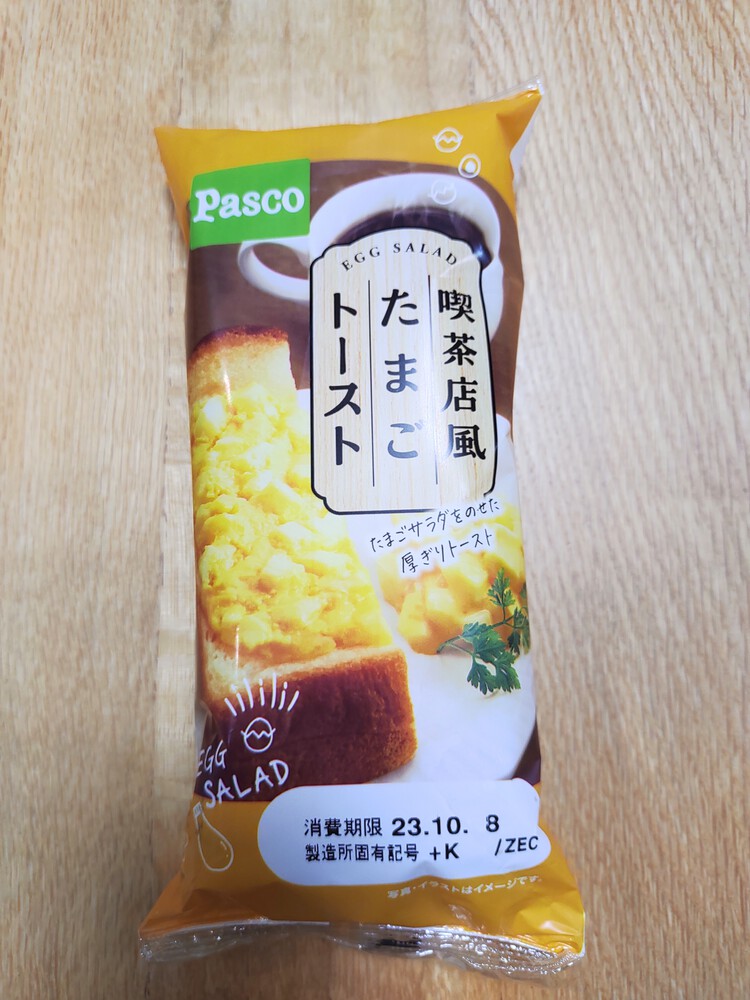 Pasco
EGG SALAD
喫茶店風
たまご
トースト
たまごサラダをのせた
厚ぎりトースト
EGG
SALAD
消費期限 23.10. 8
製造所固有記号 +K /ZEC
写真・イラストはイメージです。